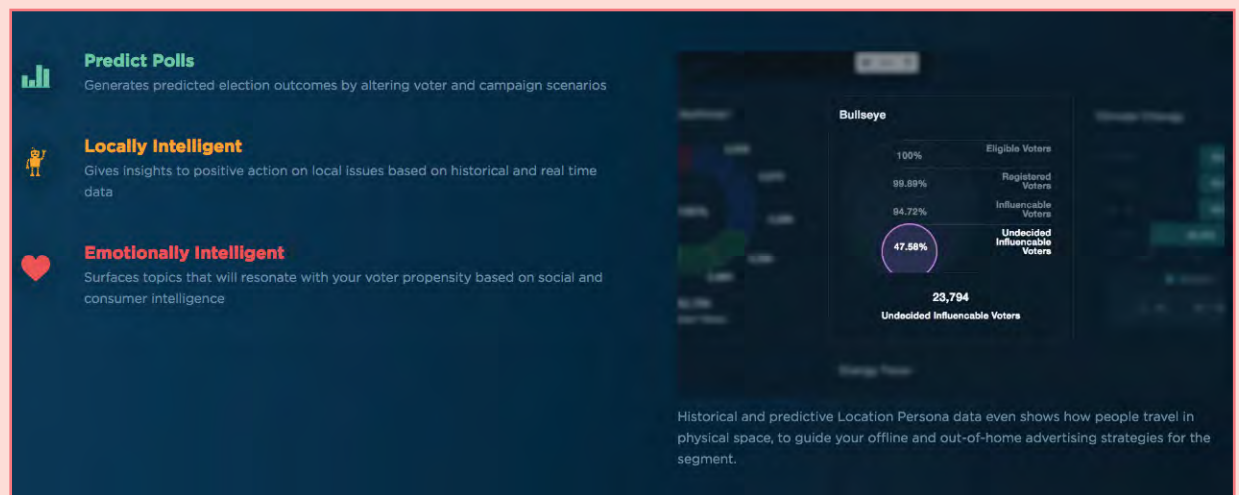 Predict Polls
Generates predicted election outcomes by altering voter and campaign scenarios
Locally Intelligent
Gives insights to positive action on local issues based on historical and real time
data
Emotionally Intelligent
Surfaces topics that will resonate with your voter propensity based on social and
consumer intelligence
Bullseye
100% Eligible Voters
99.89% Registered
Voters
94.72% Influencable
Voters
47.58% Undecided
Influencable
Voters
23,794
Undecided Influencable Voters
Historical and predictive Location Persona data even shows how people travel in
physical space, to guide your offline and out-of-home advertising strategies for the
segment.